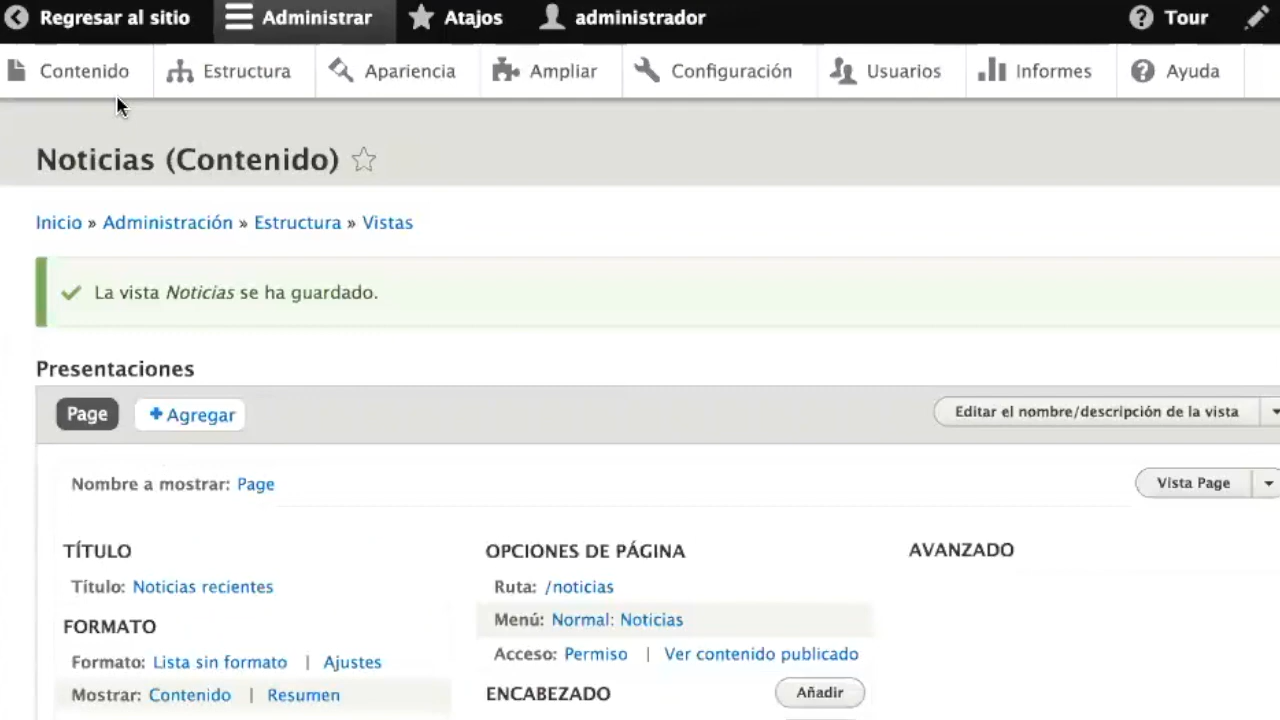 Regresar al sitio Administrar Atajos administrador Tour
Contenido Estructura Apariencia Ampliar Configuración Usuarios Informes Ayuda
Noticias (Contenido)
Inicio » Administración » Estructura » Vistas
La vista Noticias se ha guardado.
Presentaciones
Page Agregar Editar el nombre/descripción de la vista
Nombre a mostrar: Page Vista Page
TÍTULO
Título: Noticias recientes
FORMATO
Formato: Lista sin formato | Ajustes
Mostrar: Contenido | Resumen
OPCIONES DE PÁGINA
Ruta: /noticias
Menú: Normal: Noticias
Acceso: Permiso | Ver contenido publicado
ENCABEZADO Añadir
AVANZADO